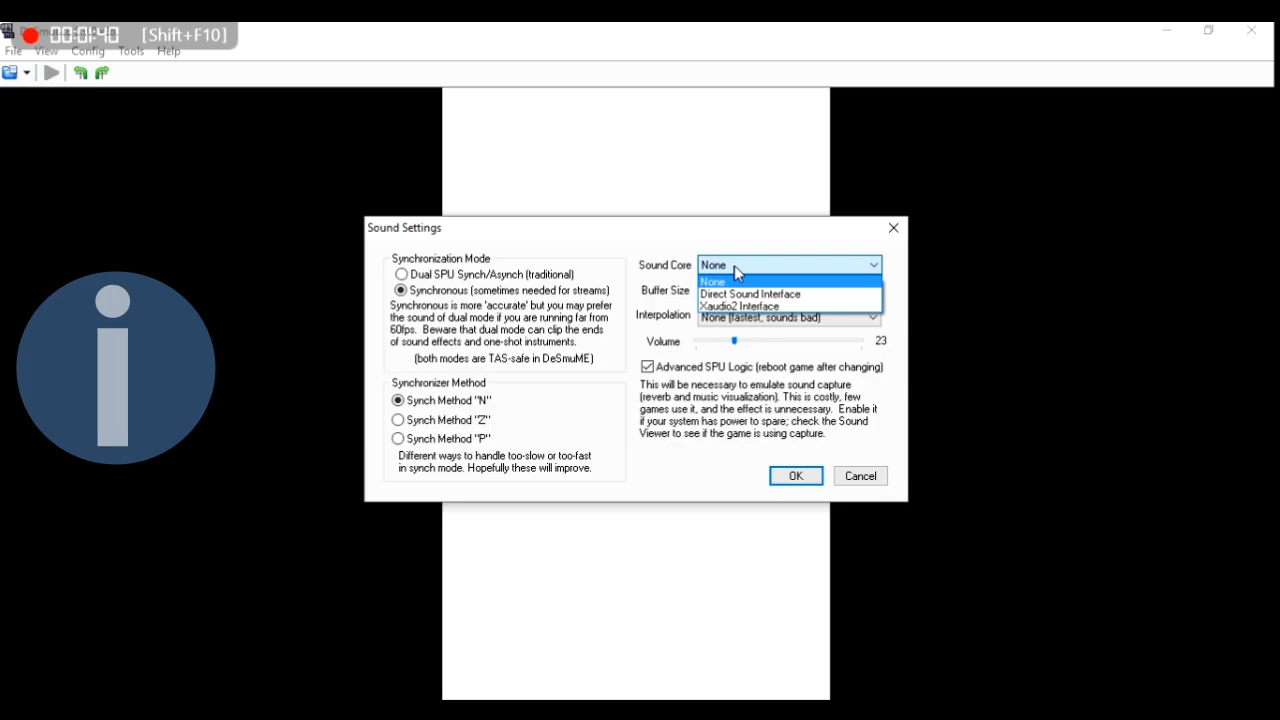 00:01:40 [Shift+F10]
File View Config Tools Help
Sound Settings
Synchronization Mode
Dual SPU Synch/Asynch (traditional)
Synchronous (sometimes needed for streams)
Synchronous is more 'accurate' but you may prefer
the sound of dual mode if you are running far from
60fps. Beware that dual mode can clip the ends
of sound effects and one-shot instruments.
(both modes are TAS-safe in DeSmuME)
Synchronizer Method
Synch Method "N"
Synch Method "Z"
Synch Method "P"
Different ways to handle too-slow or too-fast
in synch mode. Hopefully these will improve.
Sound Core None
None
Direct Sound Interface
Xaudio2 Interface
Buffer Size
Interpolation None (fastest, sounds bad)
Volume 23
Advanced SPU Logic (reboot game after changing)
This will be necessary to emulate sound capture
(reverb and music visualization). This is costly, few
games use it, and the effect is unnecessary. Enable it
if your system has power to spare; check the Sound
Viewer to see if the game is using capture.
OK Cancel